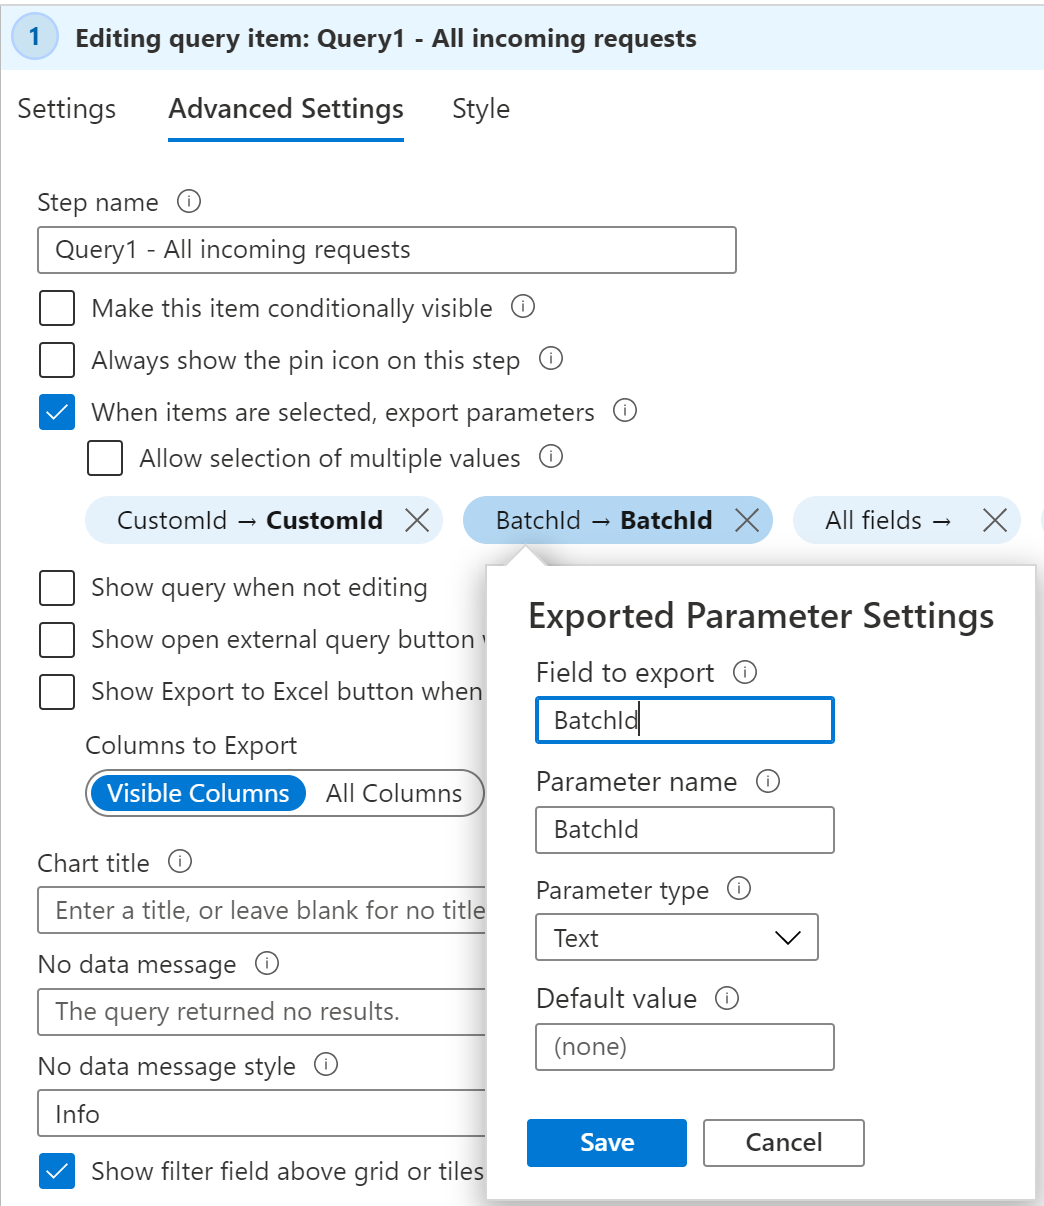 1 Editing query item: Query1 - All incoming requests
Settings Advanced Settings Style
Step name
Query1 - All incoming requests
Make this item conditionally visible
Always show the pin icon on this step
When items are selected, export parameters
Allow selection of multiple values
CustomId → CustomId BatchId → BatchId All fields →
Show query when not editing
Show open external query button
Show Export to Excel button when
Columns to Export
Visible Columns All Columns
Chart title
Enter a title, or leave blank for no title
No data message
The query returned no results.
No data message style
Info
Show filter field above grid or tiles
Exported Parameter Settings
Field to export
BatchId
Parameter name
BatchId
Parameter type
Text
Default value
(none)
Save Cancel